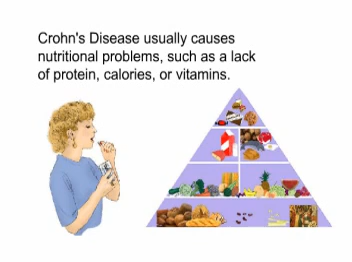 Crohn's Disease usually causes
nutritional problems, such as a lack
of protein, calories, or vitamins.